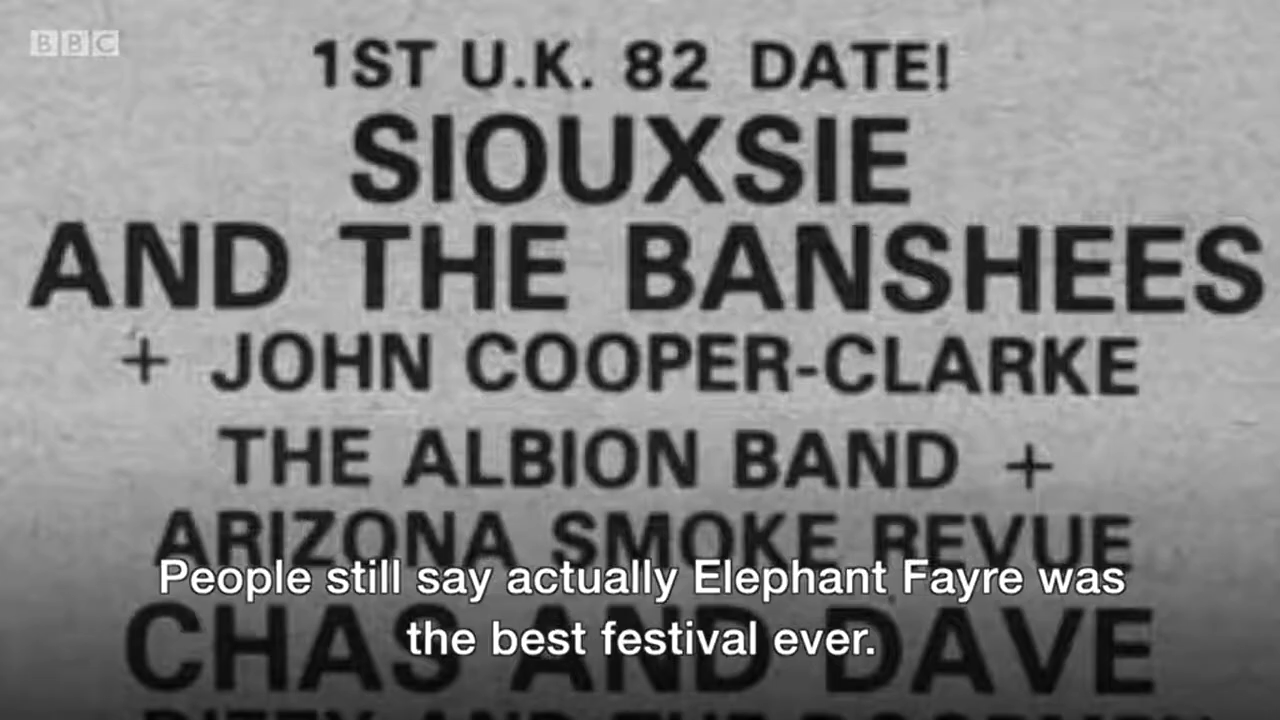 BBC
1ST U.K. 82 DATE!
SIOUXSIE
AND THE BANSHEES
+ JOHN COOPER-CLARKE
THE ALBION BAND +
ARIZONA SMOKE REVUE
People still say actually Elephant Fayre was
the best festival ever.
CHAS AND DAVE